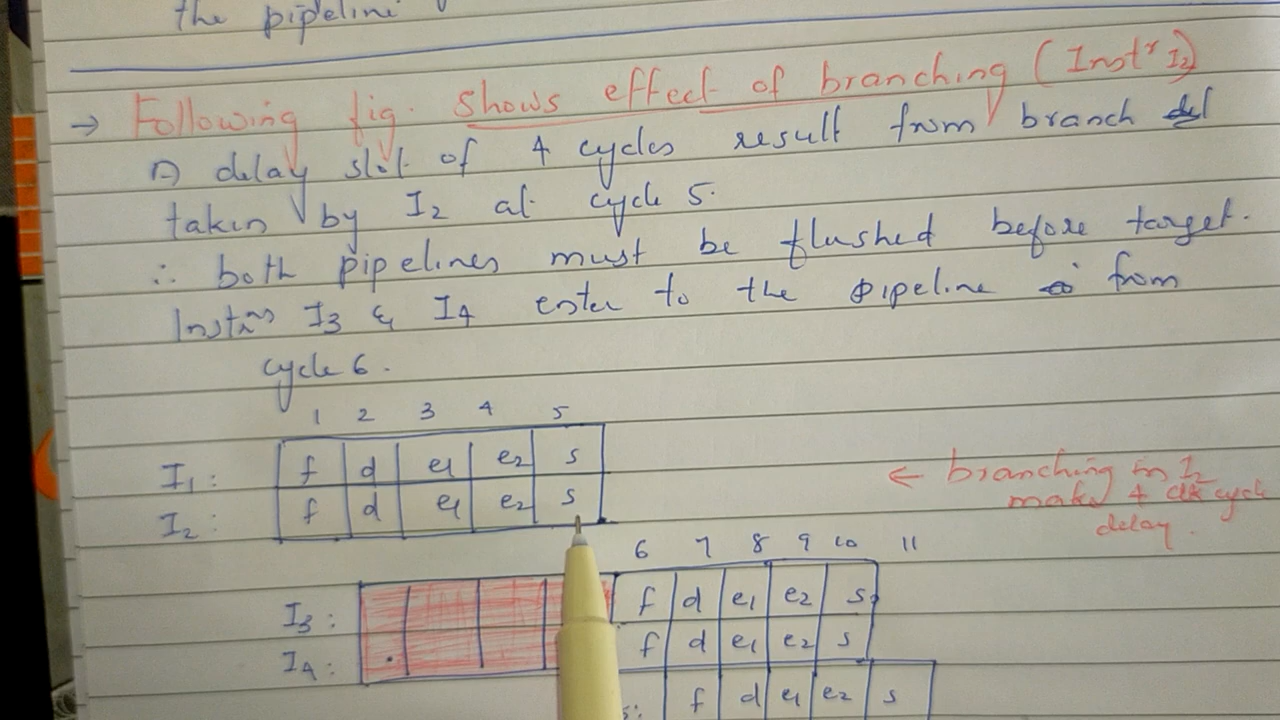 the pipeline
→ Following fig. shows effect of branching (Instr I2)
⇒ delay slot of 4 cycles result from branch
taken by I2 at cycle 5.
∴ both pipelines must be flushed before target.
Instrns I3 & I4 enter to the pipeline from
cycle 6.
1 2 3 4 5
I1: f d e1 e2 s
I2: f d e1 e2 s
← branching in I2
make 4 clk cycle
delay.
6 7 8 9 10 11
I3: f d e1 e2 s
I4: f d e1 e2 s
f d e1 e2 s